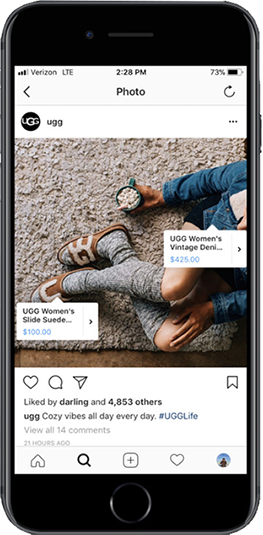 Verizon LTE 2:28 PM 73%
Photo
UGG ugg
UGG Women's
Vintage Deni...
$425.00
UGG Women's
Slide Suede...
$100.00
Liked by darling and 4,853 others
ugg Cozy vibes all day every day. #UGGLife
View all 14 comments
21 HOURS AGO